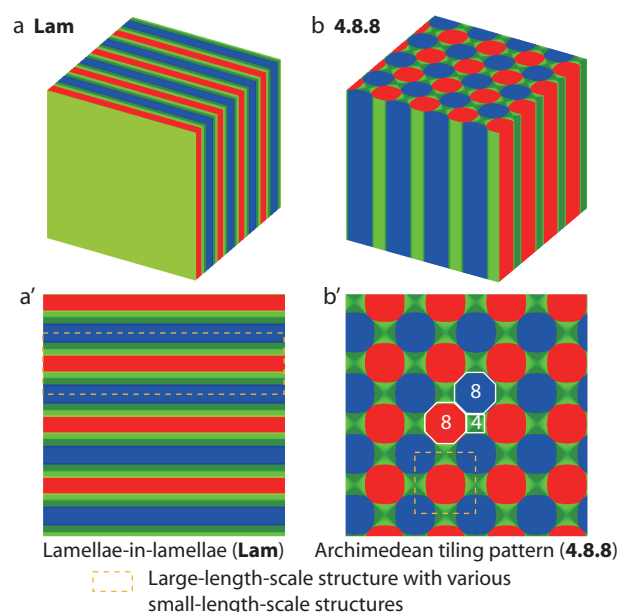 a Lam
b 4.8.8
a′
b′
8
8
4
Lamellae-in-lamellae (Lam)
Archimedean tiling pattern (4.8.8)
Large-length-scale structure with various
small-length-scale structures